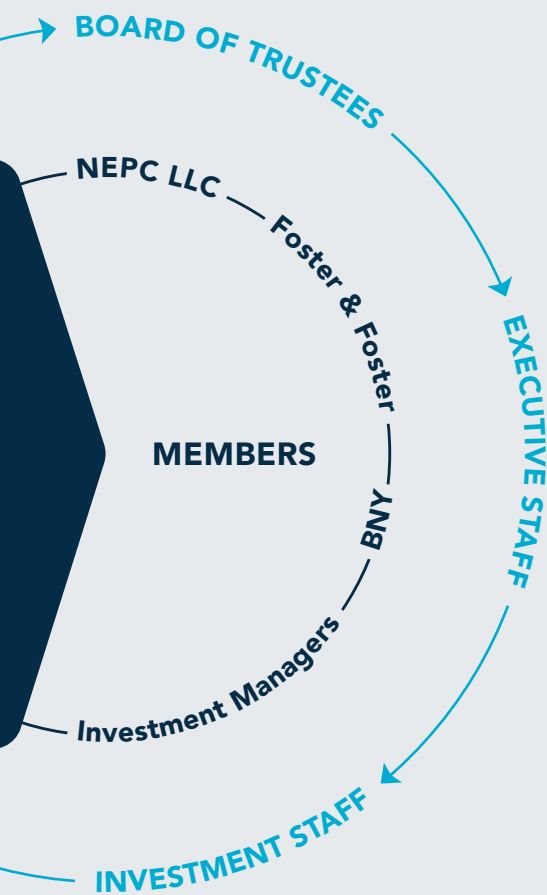 BOARD OF TRUSTEES
NEPC LLC
Foster & Foster
EXECUTIVE STAFF
MEMBERS
BNY
Investment Managers
INVESTMENT STAFF